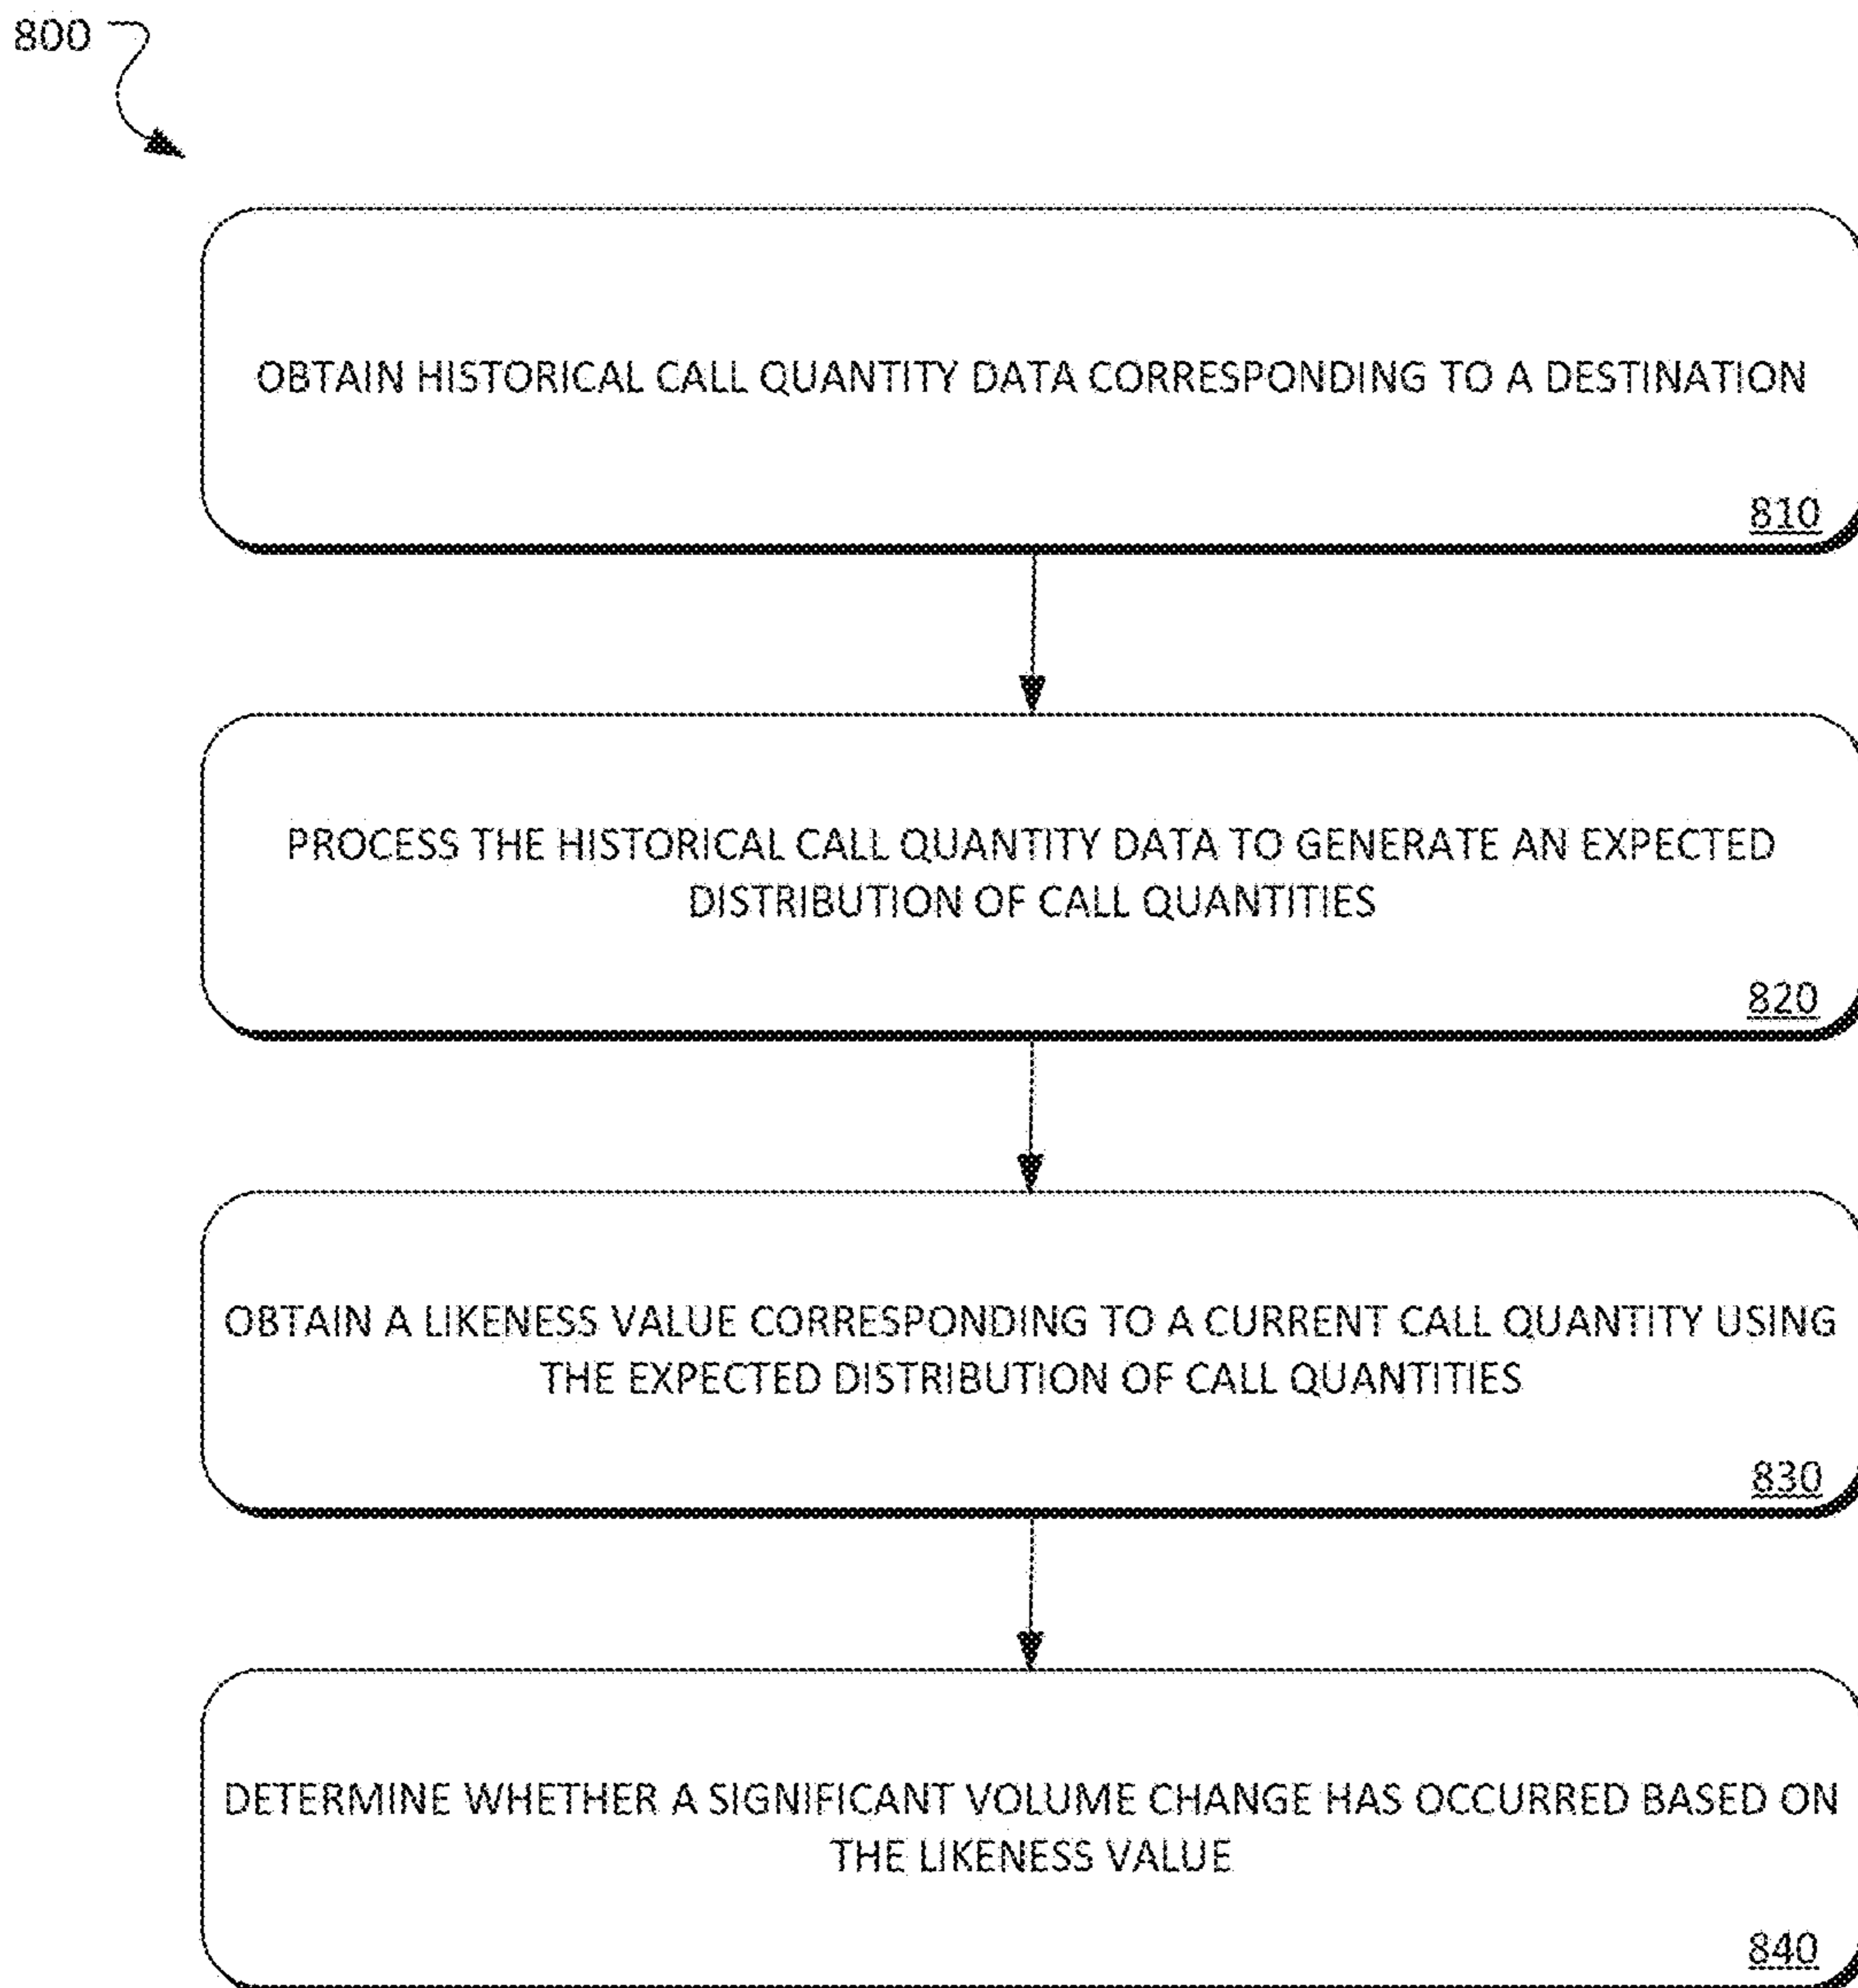 800
OBTAIN HISTORICAL CALL QUANTITY DATA CORRESPONDING TO A DESTINATION
810
PROCESS THE HISTORICAL CALL QUANTITY DATA TO GENERATE AN EXPECTED
DISTRIBUTION OF CALL QUANTITIES
820
OBTAIN A LIKENESS VALUE CORRESPONDING TO A CURRENT CALL QUANTITY USING
THE EXPECTED DISTRIBUTION OF CALL QUANTITIES
830
DETERMINE WHETHER A SIGNIFICANT VOLUME CHANGE HAS OCCURRED BASED ON
THE LIKENESS VALUE
840